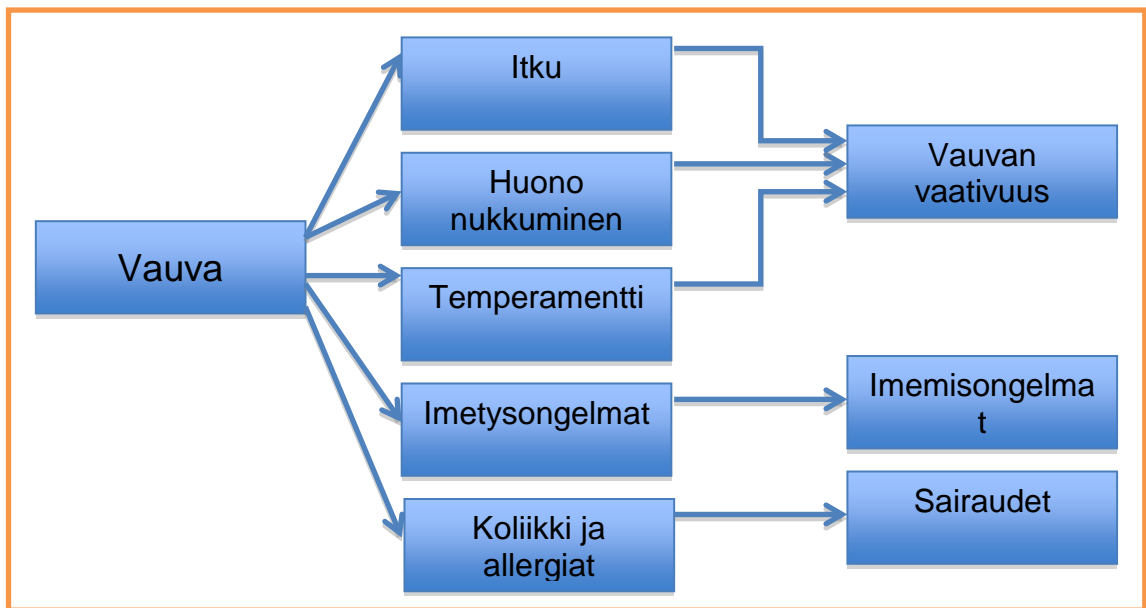 Vauva
Itku
Huono
nukkuminen
Temperamentti
Imetysongelmat
Koliikki ja
allergiat
Vauvan
vaativuus
Imemisongelma
t
Sairaudet